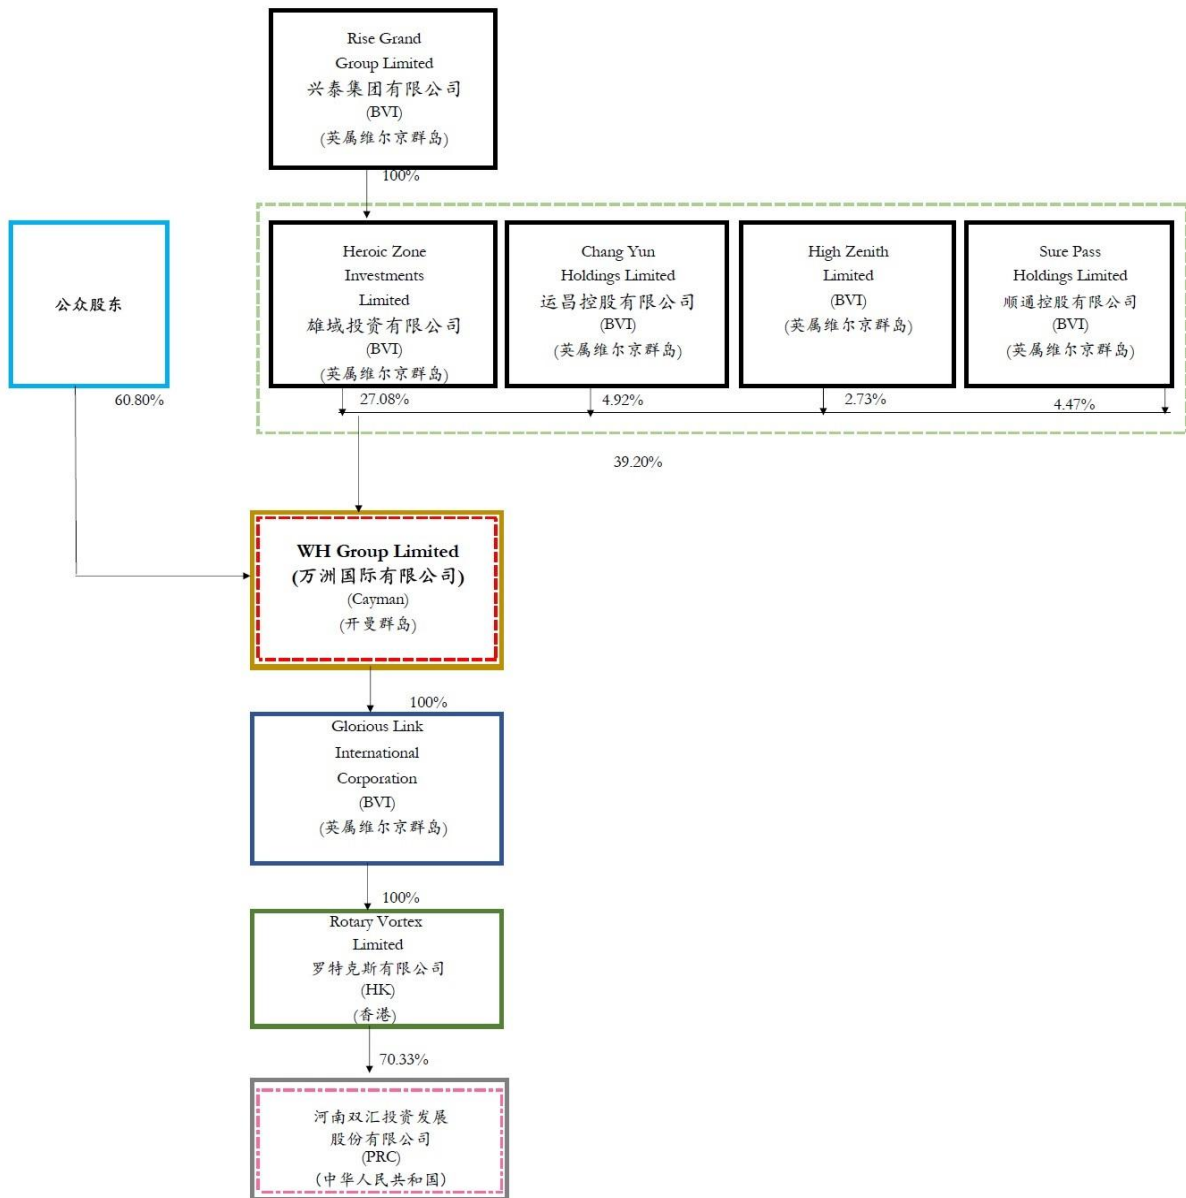 Rise Grand
Group Limited
兴泰集团有限公司
(BVI)
(英属维尔京群岛)
100%
公众股东
60.80%
Heroic Zone
Investments
Limited
雄域投资有限公司
(BVI)
(英属维尔京群岛)
27.08%
Chang Yun
Holdings Limited
运昌控股有限公司
(BVI)
(英属维尔京群岛)
4.92%
High Zenith
Limited
(BVI)
(英属维尔京群岛)
2.73%
Sure Pass
Holdings Limited
顺通控股有限公司
(BVI)
(英属维尔京群岛)
4.47%
39.20%
WH Group Limited
(万洲国际有限公司)
(Cayman)
(开曼群岛)
100%
Glorious Link
International
Corporation
(BVI)
(英属维尔京群岛)
100%
Rotary Vortex
Limited
罗特克斯有限公司
(HK)
(香港)
70.33%
河南双汇投资发展
股份有限公司
(PRC)
(中华人民共和国)